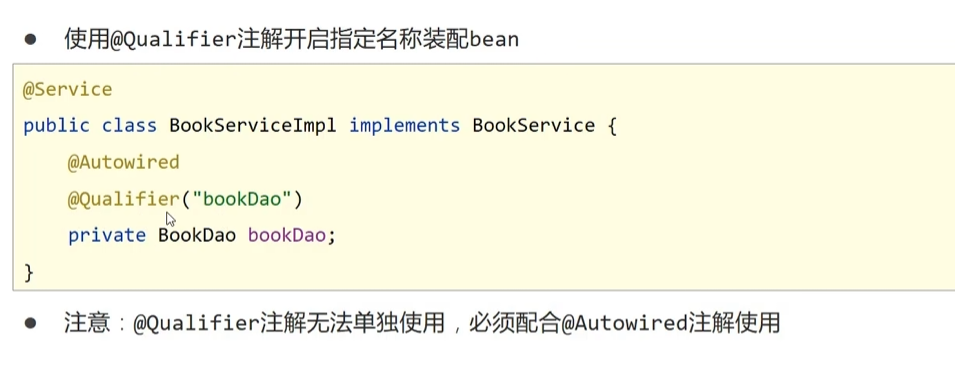 ● 使用@Qualifier注解开启指定名称装配bean
@Service
public class BookServiceImpl implements BookService {
    @Autowired
    @Qualifier("bookDao")
    private BookDao bookDao;
}
● 注意：@Qualifier注解无法单独使用，必须配合@Autowired注解使用